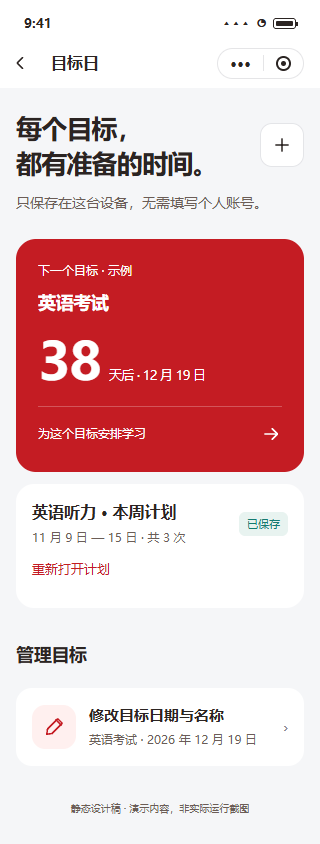 9:41
目标日
每个目标，
都有准备的时间。
只保存在这台设备，无需填写个人账号。
下一个目标 · 示例
英语考试
38 天后 · 12 月 19 日
为这个目标安排学习
英语听力 • 本周计划
已保存
11 月 9 日 — 15 日 · 共 3 次
重新打开计划
管理目标
修改目标日期与名称
英语考试 · 2026 年 12 月 19 日
静态设计稿 · 演示内容，非实际运行截图